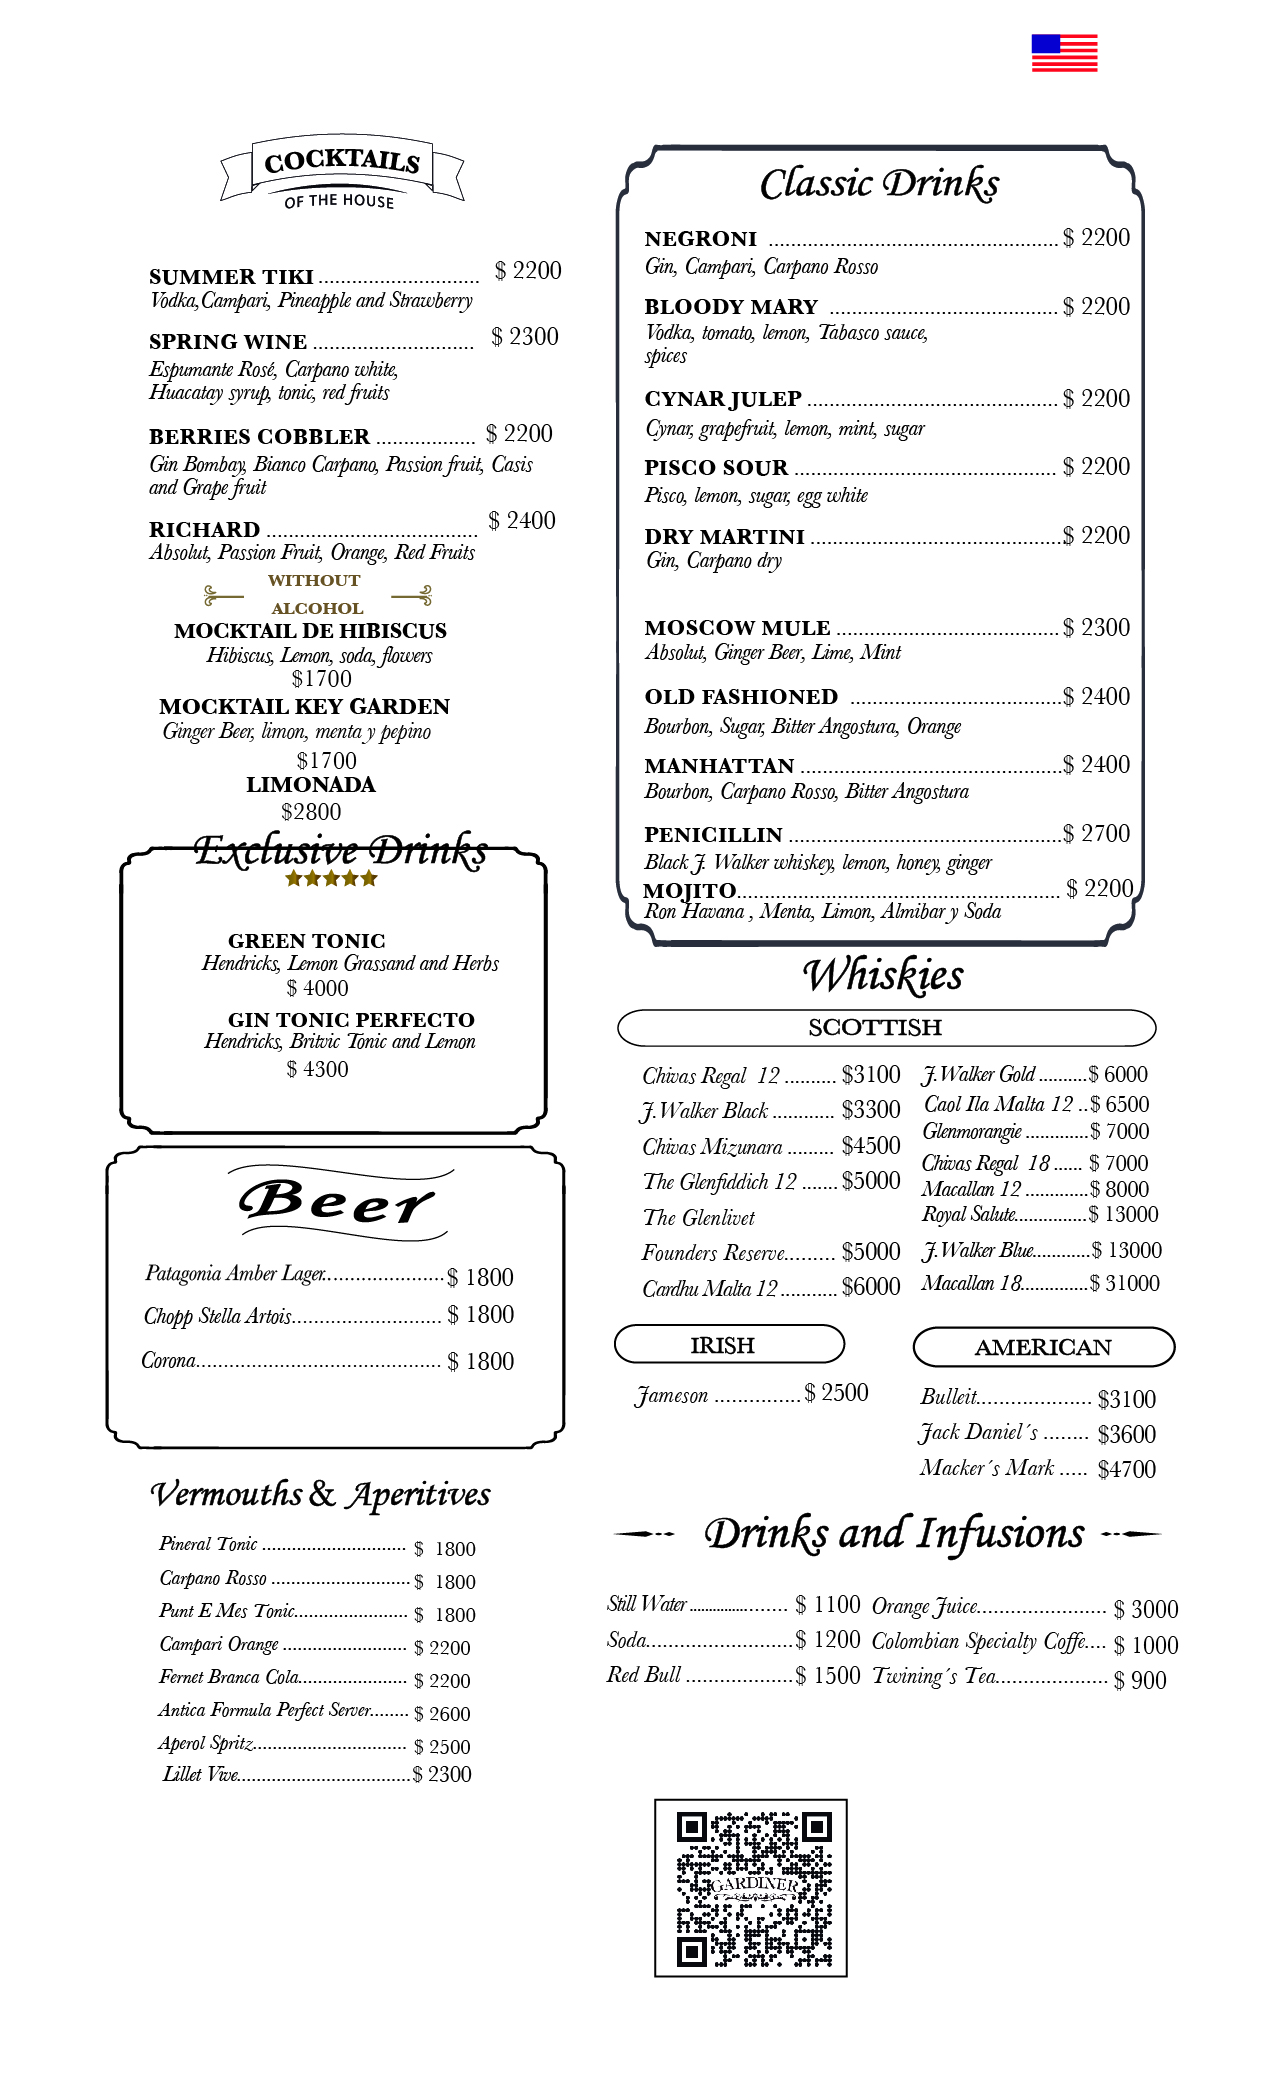 COCKTAILS
OF THE HOUSE
SUMMER TIKI ............................. $ 2200
Vodka,Campari, Pineapple and Strawberry
SPRING WINE ............................. $ 2300
Espumante Rosé, Carpano white,
Huacatay syrup, tonic, red fruits
BERRIES COBBLER .................. $ 2200
Gin Bombay, Bianco Carpano, Passion fruit, Casis
and Grape fruit
RICHARD ...................................... $ 2400
Absolut, Passion Fruit, Orange, Red Fruits
WITHOUT
ALCOHOL
MOCKTAIL DE HIBISCUS
Hibiscus, Lemon, soda, flowers
$1700
MOCKTAIL KEY GARDEN
Ginger Beer, limon, menta y pepino
$1700
LIMONADA
$2800
Exclusive Drinks
GREEN TONIC
Hendricks, Lemon Grassand and Herbs
$ 4000
GIN TONIC PERFECTO
Hendricks, Britvic Tonic and Lemon
$ 4300
Beer
Patagonia Amber Lager..................... $ 1800
Chopp Stella Artois........................... $ 1800
Corona............................................ $ 1800
Vermouths & Aperitives
Pineral Tonic ............................. $ 1800
Carpano Rosso ............................ $ 1800
Punt E Mes Tonic....................... $ 1800
Campari Orange ......................... $ 2200
Fernet Branca Cola...................... $ 2200
Antica Formula Perfect Server........ $ 2600
Aperol Spritz............................... $ 2500
Lillet Vive................................... $ 2300
Classic Drinks
NEGRONI .................................................... $ 2200
Gin, Campari, Carpano Rosso
BLOODY MARY ......................................... $ 2200
Vodka, tomato, lemon, Tabasco sauce,
spices
CYNAR JULEP ............................................. $ 2200
Cynar, grapefruit, lemon, mint, sugar
PISCO SOUR ............................................... $ 2200
Pisco, lemon, sugar, egg white
DRY MARTINI ............................................. $ 2200
Gin, Carpano dry
MOSCOW MULE ........................................ $ 2300
Absolut, Ginger Beer, Lime, Mint
OLD FASHIONED ...................................... $ 2400
Bourbon, Sugar, Bitter Angostura, Orange
MANHATTAN ............................................... $ 2400
Bourbon, Carpano Rosso, Bitter Angostura
PENICILLIN ................................................. $ 2700
Black J. Walker whiskey, lemon, honey, ginger
MOJITO.......................................................... $ 2200
Ron Havana , Menta, Limon, Almibar y Soda
Whiskies
SCOTTISH
Chivas Regal 12 .......... $3100
J.Walker Black ............ $3300
Chivas Mizunara ......... $4500
The Glenfiddich 12 ....... $5000
The Glenlivet
Founders Reserve......... $5000
Cardhu Malta 12 ........... $6000
J.Walker Gold ..........$ 6000
Caol Ila Malta 12 ..$ 6500
Glenmorangie .............$ 7000
Chivas Regal 18 ...... $ 7000
Macallan 12 .............$ 8000
Royal Salute...............$ 13000
J.Walker Blue............$ 13000
Macallan 18..............$ 31000
IRISH
Jameson ...............$ 2500
AMERICAN
Bulleit.................... $3100
Jack Daniel´s ........ $3600
Macker´s Mark ..... $4700
Drinks and Infusions
Still Water...................... $ 1100
Soda..........................$ 1200
Red Bull ...................$ 1500
Orange Juice....................... $ 3000
Colombian Specialty Coffe.... $ 1000
Twining´s Tea.................... $ 900
GARDINER